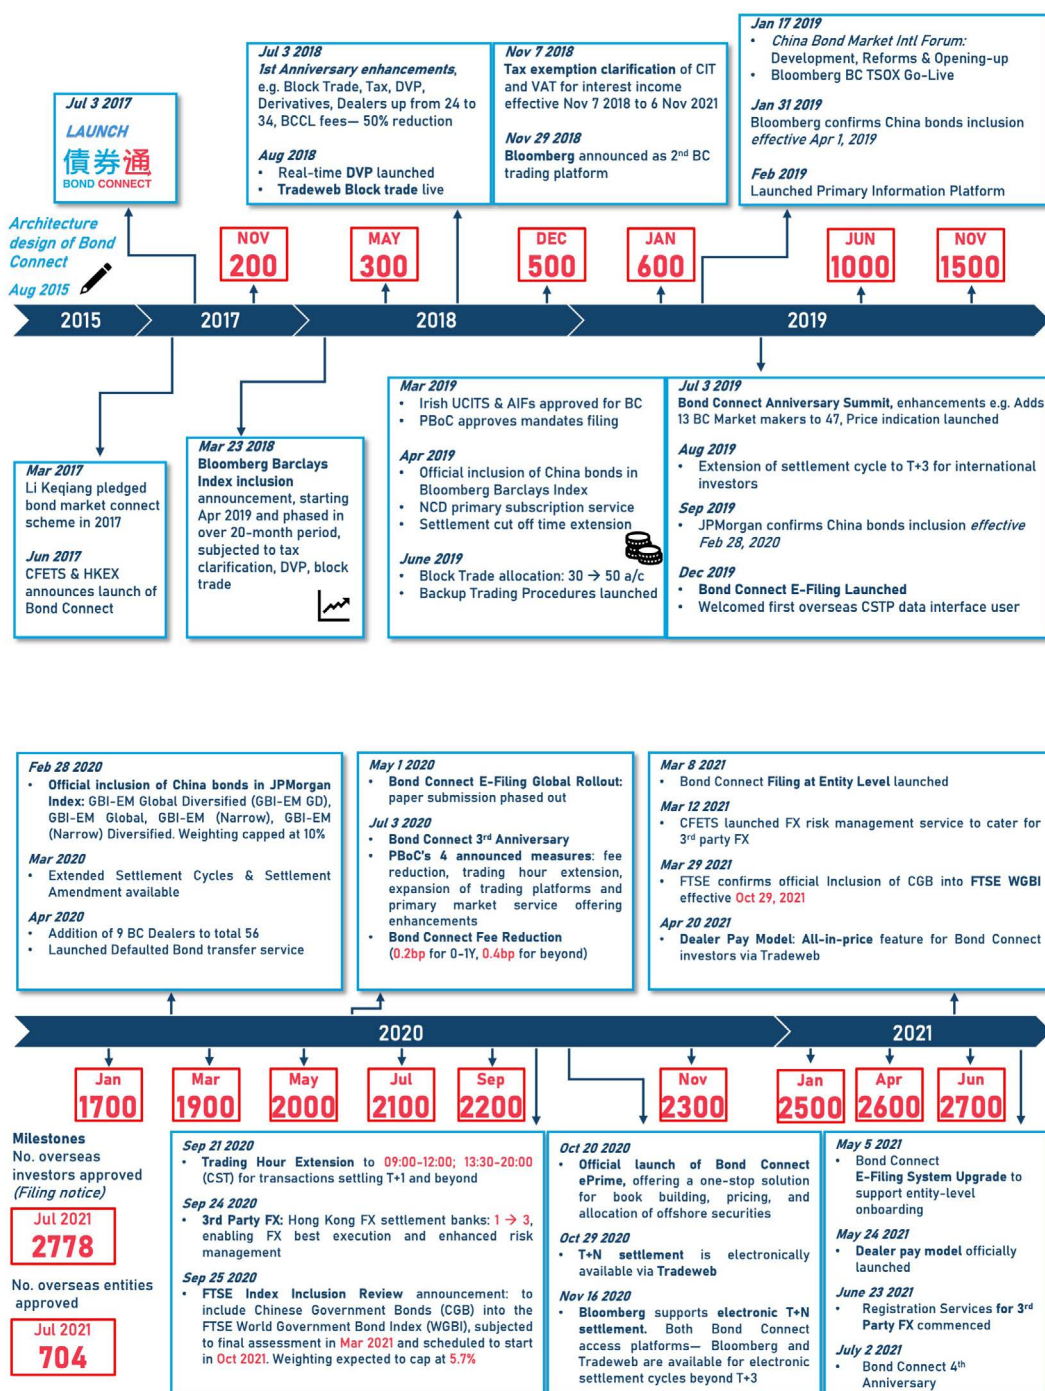 Jul 3 2017
LAUNCH
債券通
BOND CONNECT
Architecture
design of Bond
Connect
Aug 2015
Jul 3 2018
1st Anniversary enhancements,
e.g. Block Trade, Tax, DVP,
Derivatives, Dealers up from 24 to
34, BCCL fees— 50% reduction
Aug 2018
• Real-time DVP launched
• Tradeweb Block trade live
Nov 7 2018
Tax exemption clarification of CIT
and VAT for interest income
effective Nov 7 2018 to 6 Nov 2021
Nov 29 2018
Bloomberg announced as 2nd BC
trading platform
Jan 17 2019
• China Bond Market Intl Forum:
Development, Reforms & Opening-up
• Bloomberg BC TSOX Go-Live
Jan 31 2019
Bloomberg confirms China bonds inclusion
effective Apr 1, 2019
Feb 2019
Launched Primary Information Platform
NOV
200
MAY
300
DEC
500
JAN
600
JUN
1000
NOV
1500
2015
2017
2018
2019
Mar 2017
Li Keqiang pledged
bond market connect
scheme in 2017
Jun 2017
CFETS & HKEX
announces launch of
Bond Connect
Mar 23 2018
Bloomberg Barclays
Index inclusion
announcement, starting
Apr 2019 and phased in
over 20-month period,
subjected to tax
clarification, DVP, block
trade
Mar 2019
• Irish UCITS & AIFs approved for BC
• PBoC approves mandates filing
Apr 2019
• Official inclusion of China bonds in
Bloomberg Barclays Index
• NCD primary subscription service
• Settlement cut off time extension
June 2019
• Block Trade allocation: 30 → 50 a/c
• Backup Trading Procedures launched
Jul 3 2019
Bond Connect Anniversary Summit, enhancements e.g. Adds
13 BC Market makers to 47, Price indication launched
Aug 2019
• Extension of settlement cycle to T+3 for international
investors
Sep 2019
• JPMorgan confirms China bonds inclusion effective
Feb 28, 2020
Dec 2019
• Bond Connect E-Filing Launched
• Welcomed first overseas CSTP data interface user
Feb 28 2020
• Official inclusion of China bonds in JPMorgan
Index: GBI-EM Global Diversified (GBI-EM GD),
GBI-EM Global, GBI-EM (Narrow), GBI-EM
(Narrow) Diversified. Weighting capped at 10%
Mar 2020
• Extended Settlement Cycles & Settlement
Amendment available
Apr 2020
• Addition of 9 BC Dealers to total 56
• Launched Defaulted Bond transfer service
May 1 2020
• Bond Connect E-Filing Global Rollout:
paper submission phased out
Jul 3 2020
• Bond Connect 3rd Anniversary
• PBoC's 4 announced measures: fee
reduction, trading hour extension,
expansion of trading platforms and
primary market service offering
enhancements
• Bond Connect Fee Reduction
(0.2bp for 0-1Y, 0.4bp for beyond)
Mar 8 2021
• Bond Connect Filing at Entity Level launched
Mar 12 2021
• CFETS launched FX risk management service to cater for
3rd party FX
Mar 29 2021
• FTSE confirms official Inclusion of CGB into FTSE WGBI
effective Oct 29, 2021
Apr 20 2021
• Dealer Pay Model: All-in-price feature for Bond Connect
investors via Tradeweb
2020
2021
Jan
1700
Mar
1900
May
2000
Jul
2100
Sep
2200
Nov
2300
Jan
2500
Apr
2600
Jun
2700
Milestones
No. overseas
investors approved
(Filing notice)
Jul 2021
2778
No. overseas entities
approved
Jul 2021
704
Sep 21 2020
• Trading Hour Extension to 09:00-12:00; 13:30-20:00
(CST) for transactions settling T+1 and beyond
Sep 24 2020
• 3rd Party FX: Hong Kong FX settlement banks: 1 → 3,
enabling FX best execution and enhanced risk
management
Sep 25 2020
• FTSE Index Inclusion Review announcement: to
include Chinese Government Bonds (CGB) into the
FTSE World Government Bond Index (WGBI), subjected
to final assessment in Mar 2021 and scheduled to start
in Oct 2021. Weighting expected to cap at 5.7%
Oct 20 2020
• Official launch of Bond Connect
ePrime, offering a one-stop solution
for book building, pricing, and
allocation of offshore securities
Oct 29 2020
• T+N settlement is electronically
available via Tradeweb
Nov 16 2020
• Bloomberg supports electronic T+N
settlement. Both Bond Connect
access platforms— Bloomberg and
Tradeweb are available for electronic
settlement cycles beyond T+3
May 5 2021
• Bond Connect
E-Filing System Upgrade to
support entity-level
onboarding
May 24 2021
• Dealer pay model officially
launched
June 23 2021
• Registration Services for 3rd
Party FX commenced
July 2 2021
• Bond Connect 4th
Anniversary